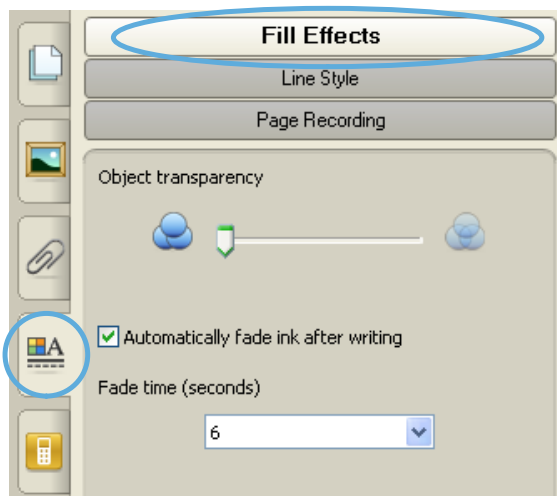 Fill Effects
Line Style
Page Recording
Object transparency
Automatically fade ink after writing
A
Fade time (seconds)
6